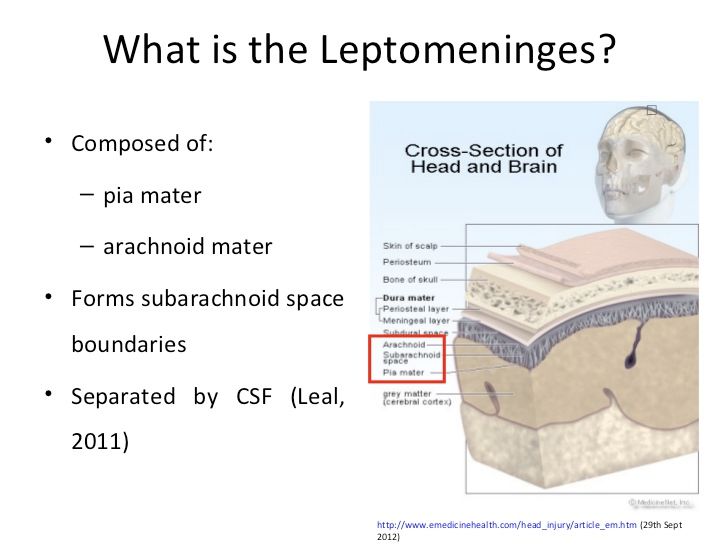 What is the Leptomeninges?
• Composed of:
– pia mater
– arachnoid mater
• Forms subarachnoid space
boundaries
• Separated by CSF (Leal,
2011)
Cross-Section of
Head and Brain
Skin of scalp
Periosteum
Bone of skull
Dura mater
Periosteal layer
Meningeal layer
Subdural space
Arachnoid
Subarachnoid
space
Pia mater
grey matter
(cerebral cortex)
© MedicineNet, Inc.
http://www.emedicinehealth.com/head_injury/article_em.htm (29th Sept
2012)